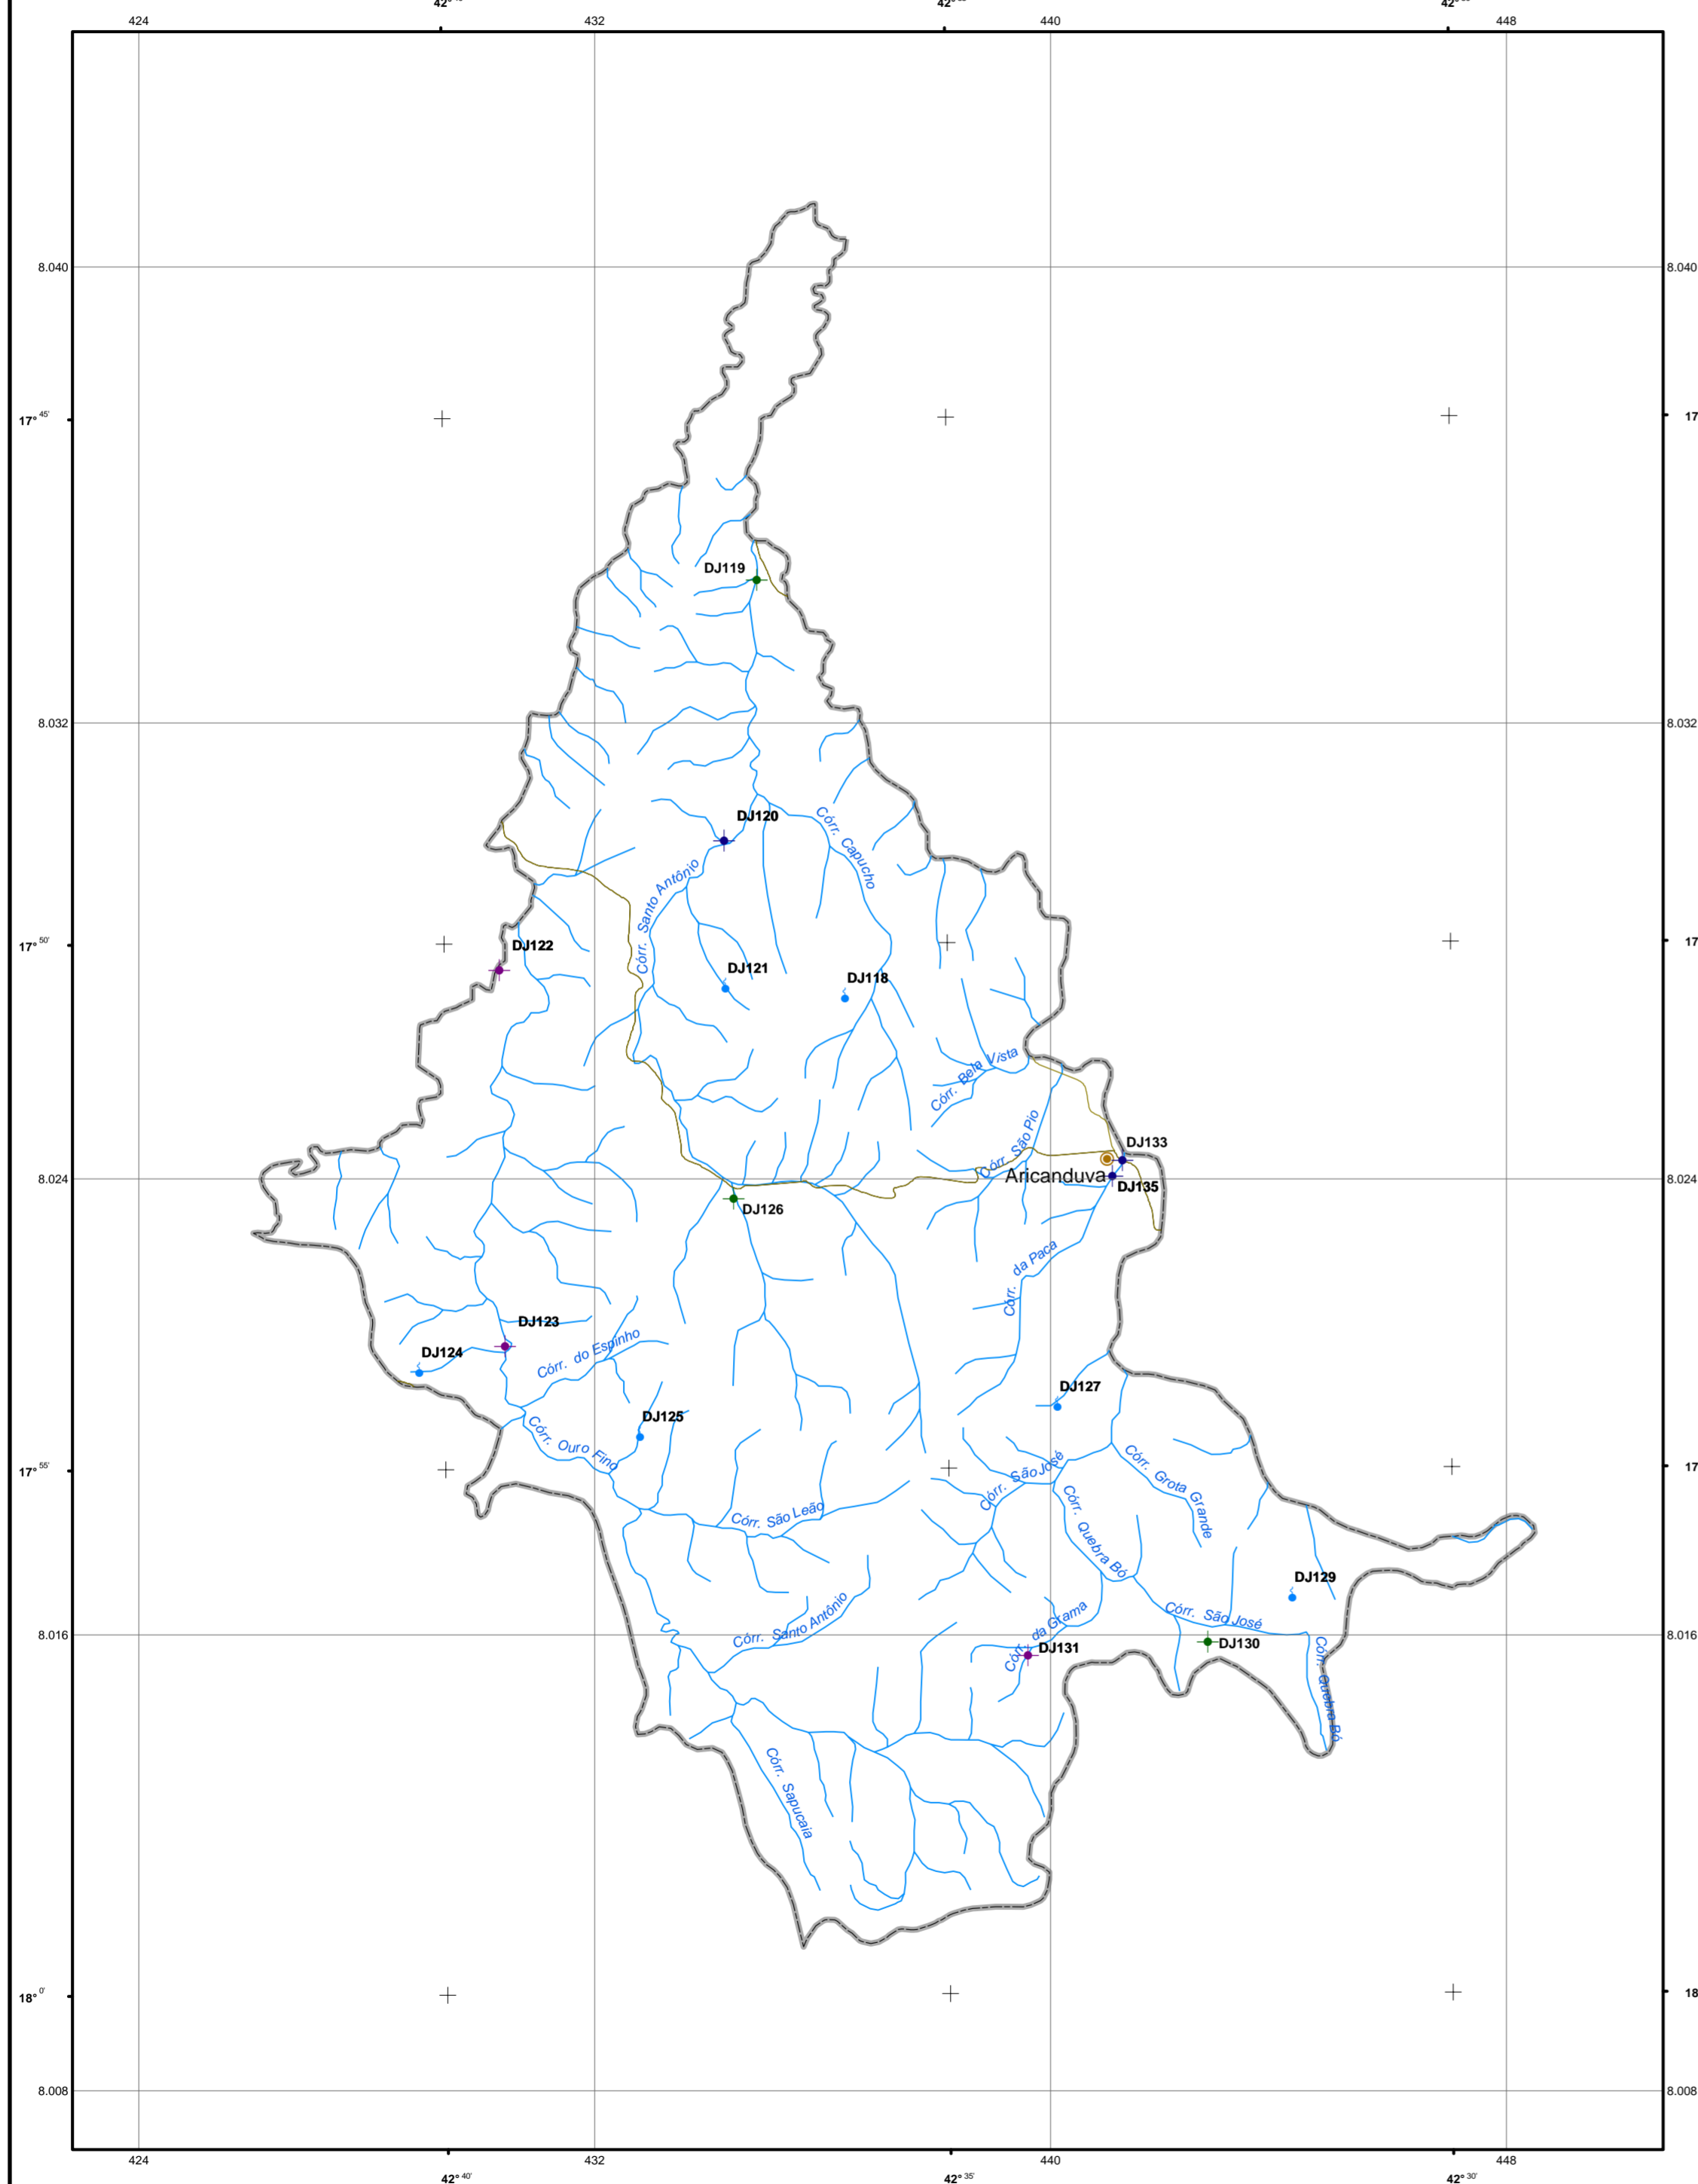 424
432
440
448
8.040
8.040
17° 45'
17
DJ119
8.032
8.032
DJ120
Córr. Capucho
Córr. Santo Antônio
17° 50'
17
DJ122
DJ121
DJ118
Córr. Bela Vista
Córr. São Pio
DJ133
8.024
Aricanduva
DJ135
8.024
DJ126
Córr. da Paca
DJ123
Córr. do Espinho
DJ124
DJ127
DJ125
Córr. Ouro Fino
17° 55'
17
Córr. São José
Córr. Grota Grande
Córr. São Leão
Córr. Quebra Bó
DJ129
Córr. Santo Antônio
Córr. da Grama
Córr. São José
8.016
8.016
DJ131
DJ130
Córr. Quebra Bó
Córr. Sapucaia
18° 0'
18
8.008
8.008
424
432
440
448
42° 40'
42° 35'
42° 30'